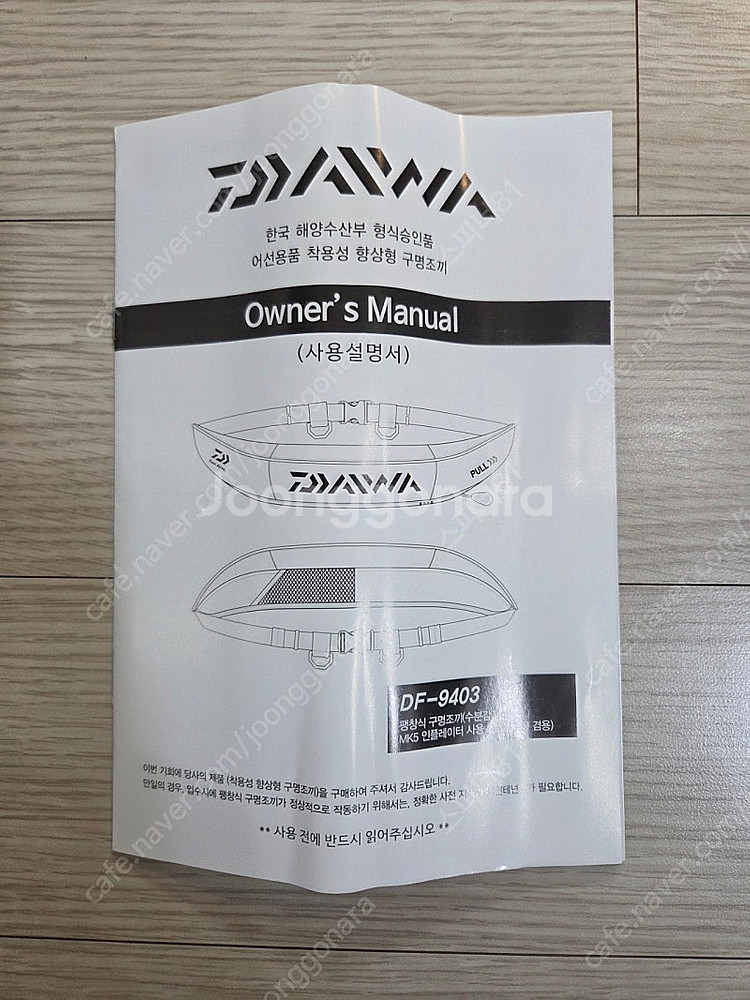 DAIWA
한국 해양수산부 형식승인품
어선용품 착용성 향상형 구명조끼
Owner's Manual
(사용설명서)
PULL>>>
DAIWA
Joonggonara
DF-9403
팽창식 구명조끼(수분감 겸용)
MK5 인플레이터 사용
이번 기회에 당사의 제품 (착용성 향상형 구명조끼)을 구매하여 주셔서 감사드립니다.
만일의 경우, 입수시에 팽창식 구명조끼가 정상적으로 작동하기 위해서는, 정확한 사전 필요합니다.
** 사용 전에 반드시 읽어주십시오 **
cafe.naver.com/joonggonara